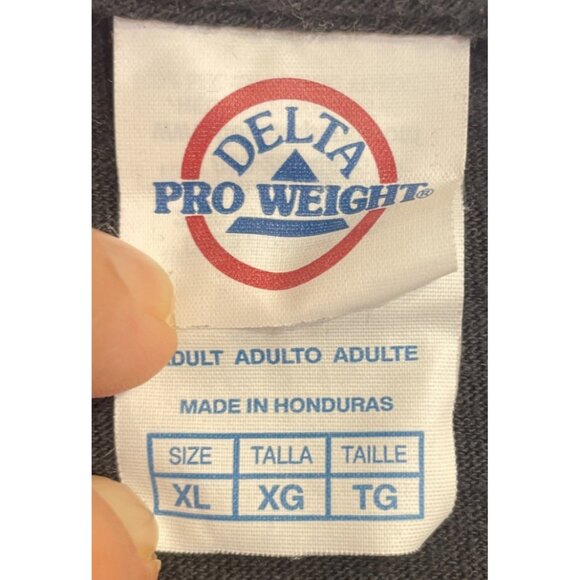 DELTA
PRO WEIGHT®
ADULT ADULTO ADULTE
MADE IN HONDURAS
SIZE TALLA TAILLE
XL XG TG